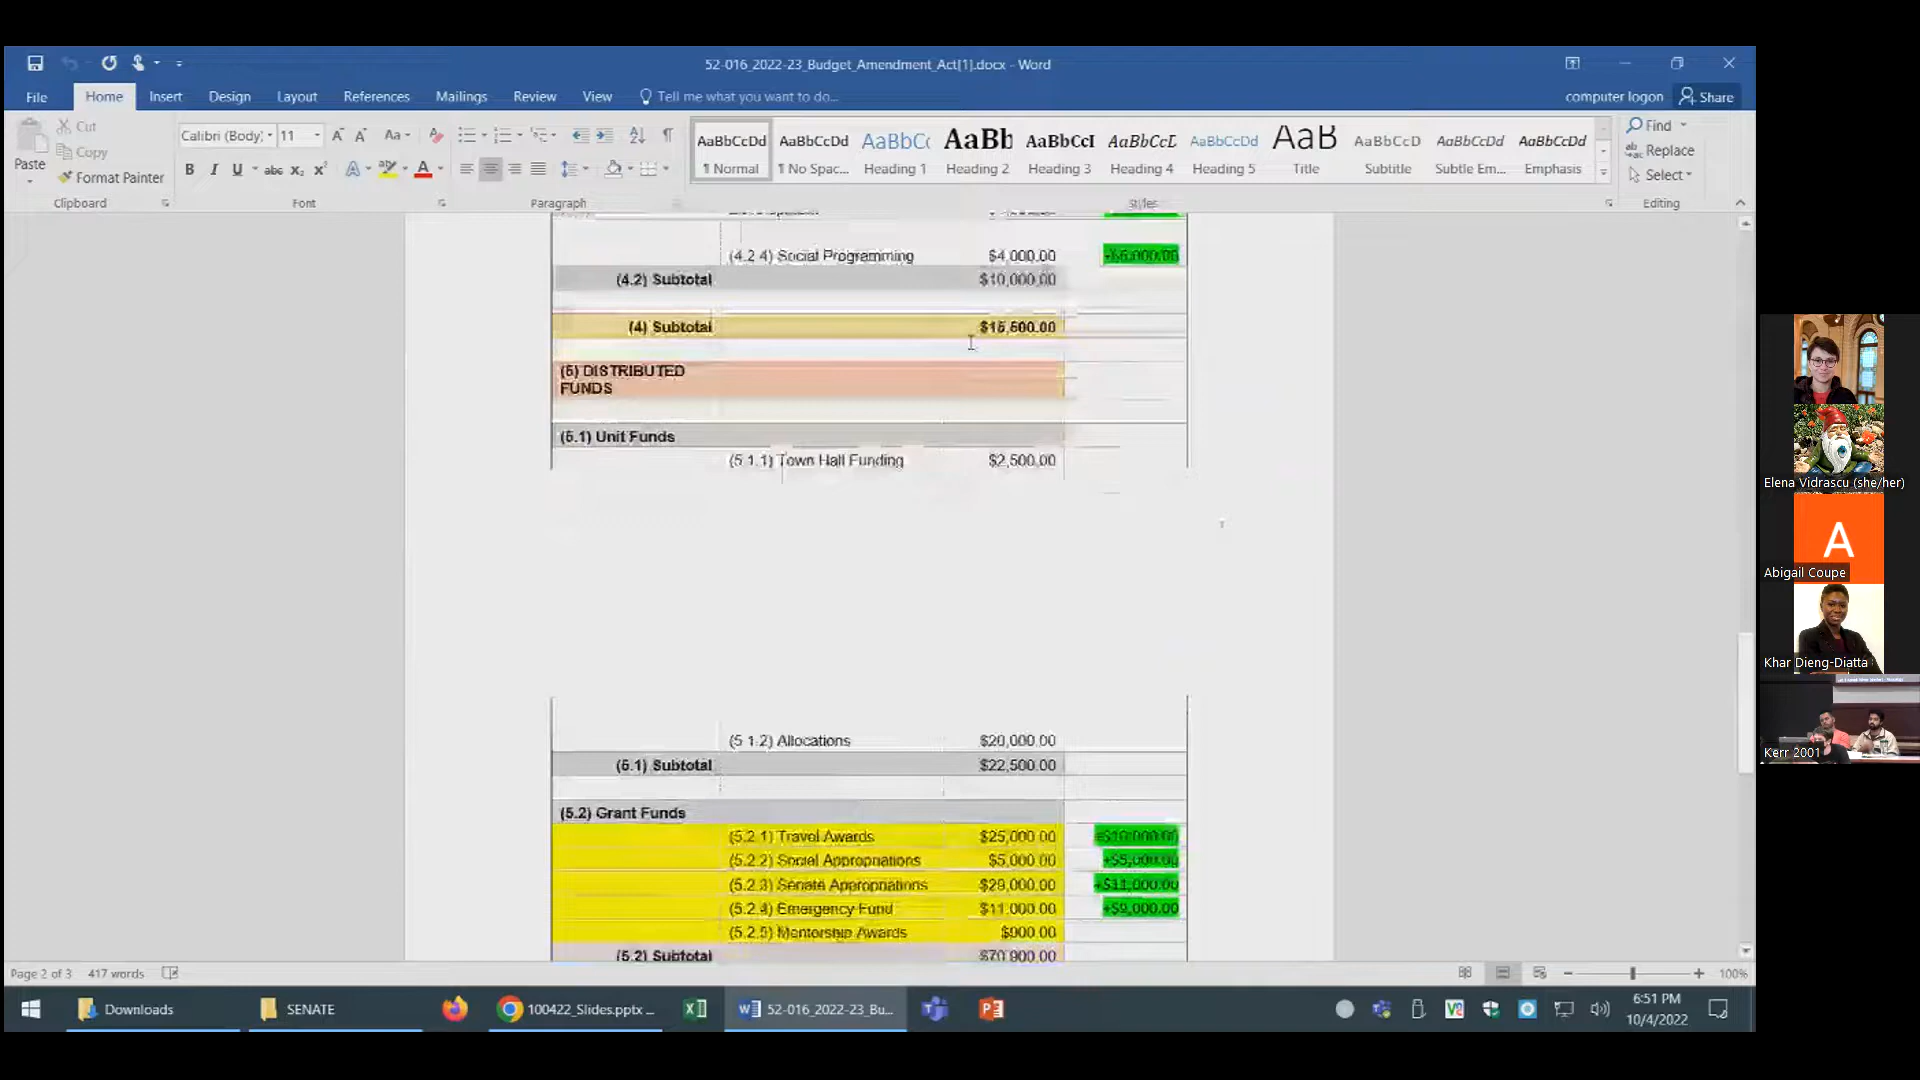 52-016_2022-23_Budget_Amendment_Act[1].docx - Word
File Home Insert Design Layout References Mailings Review View Tell me what you want to do... computer logon Share
Cut
Copy
Paste
Format Painter
Calibri (Body) 11
AaBbCcDd AaBbCcDd AaBbCc AaBb AaBbCcI AaBbCcD AaBbCcDd AaB AaBbCcD AaBbCcDd AaBbCcDd
¶ Normal ¶ No Spac... Heading 1 Heading 2 Heading 3 Heading 4 Heading 5 Title Subtitle Subtle Em... Emphasis
Find
Replace
Select
Clipboard Font Paragraph Styles Editing
(4.2.4) Social Programming $4,000.00
(4.2) Subtotal $10,000.00
(4) Subtotal
(5) DISTRIBUTED
FUNDS
(5.1) Unit Funds
(5.1.1) Town Hall Funding $2,500.00
(5.1.2) Allocations $20,000.00
(5.1) Subtotal $22,500.00
(5.2) Grant Funds
(5.2.1) Travel Awards $25,000.00
(5.2.2) Social Appropriations $5,000.00 +$5,000.00
(5.2.3) Senate Appropriations +$11,000.00
(5.2.4) Emergency Fund $11,000.00 +$9,000.00
(5.2.5) Mentorship Awards $900.00
(5.2) Subtotal $70,900.00
Page 2 of 3 417 words 100%
Downloads SENATE 100422_Slides.pptx ... 52-016_2022-23_Bu...
6:51 PM
10/4/2022
Elena Vidrascu (she/her)
A
Abigail Coupe
Khar Dieng-Diatta
Kerr 2001